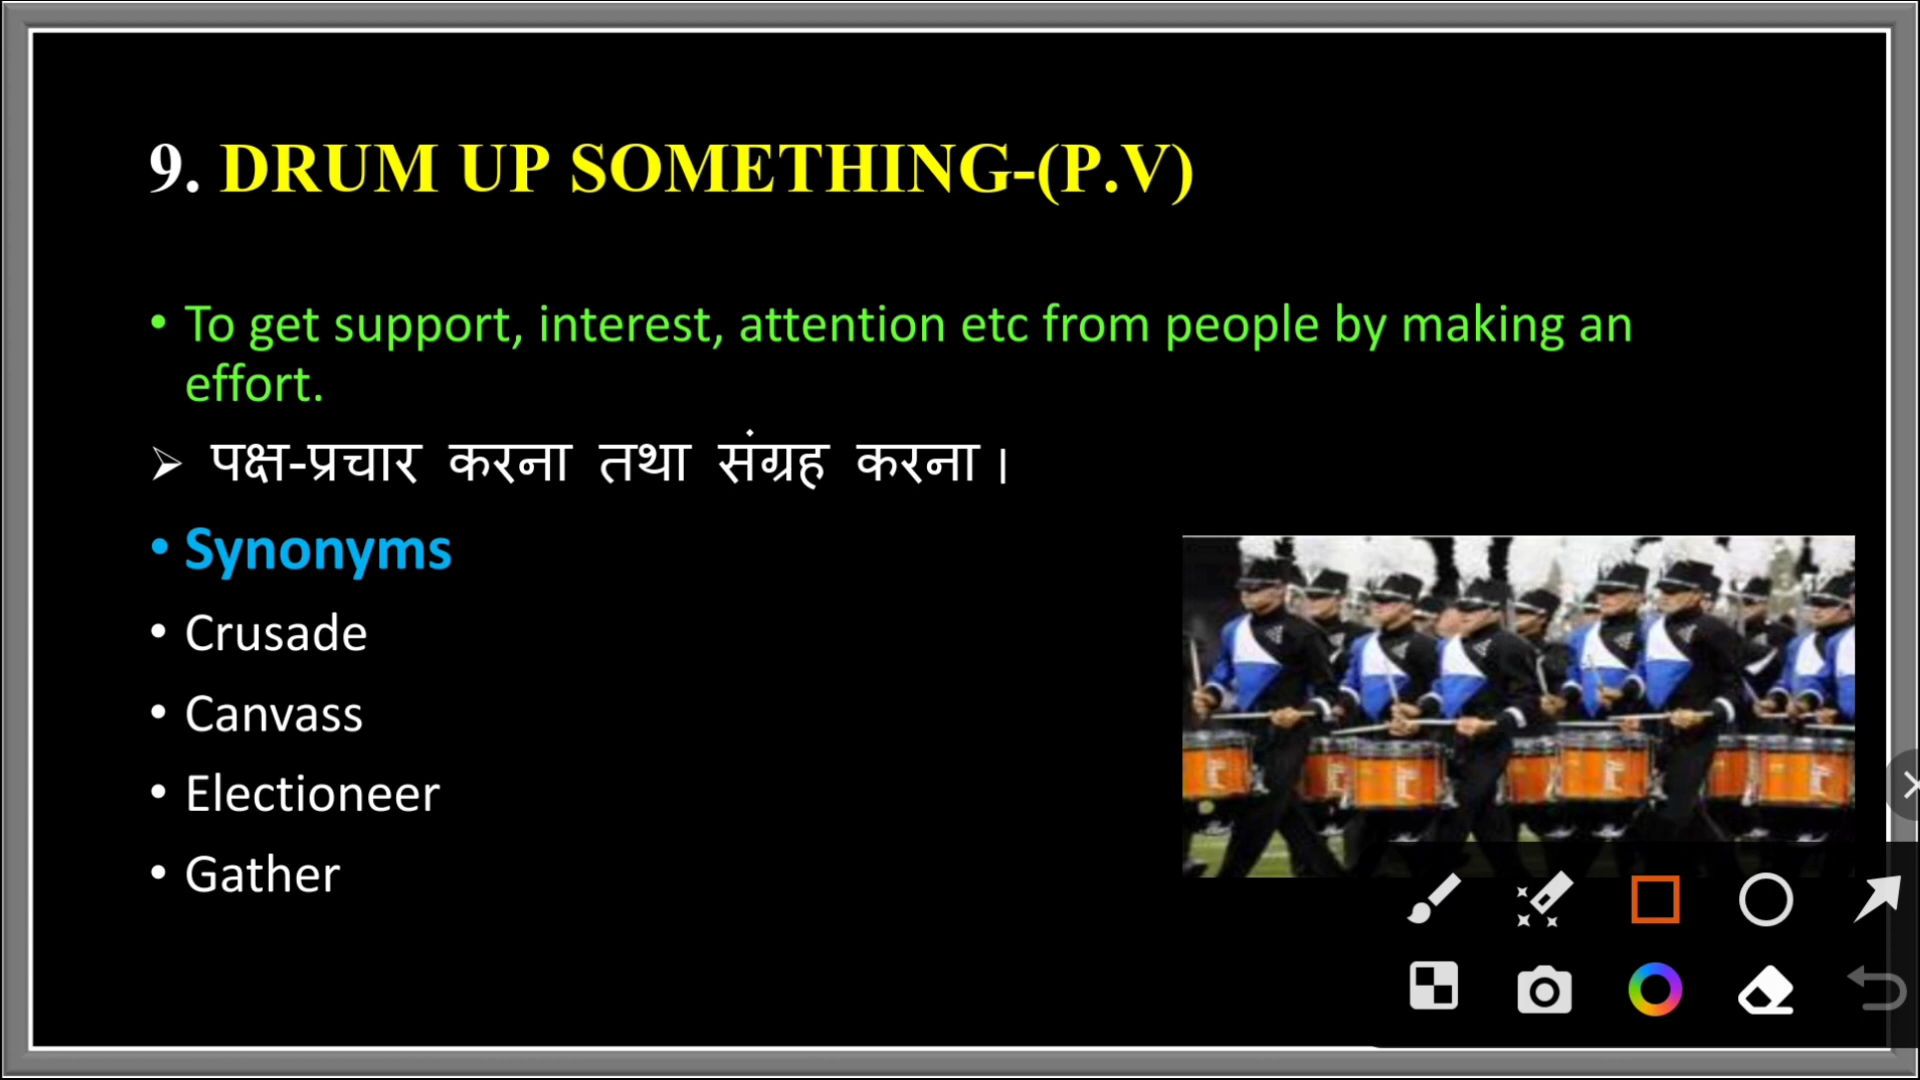 9. DRUM UP SOMETHING-(P.V)
• To get support, interest, attention etc from people by making an
effort.
➢ पक्ष-प्रचार करना तथा संग्रह करना।
• Synonyms
• Crusade
• Canvass
• Electioneer
• Gather